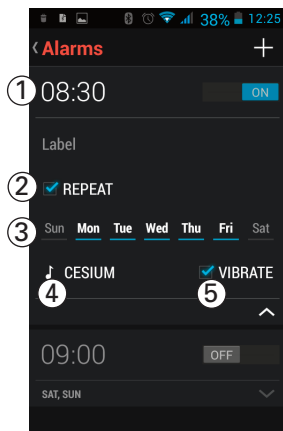 38% 12:25
Alarms
1 08:30 ON
Label
2 REPEAT
3 Sun Mon Tue Wed Thu Fri Sat
CESIUM VIBRATE
4 5
09:00 OFF
SAT, SUN